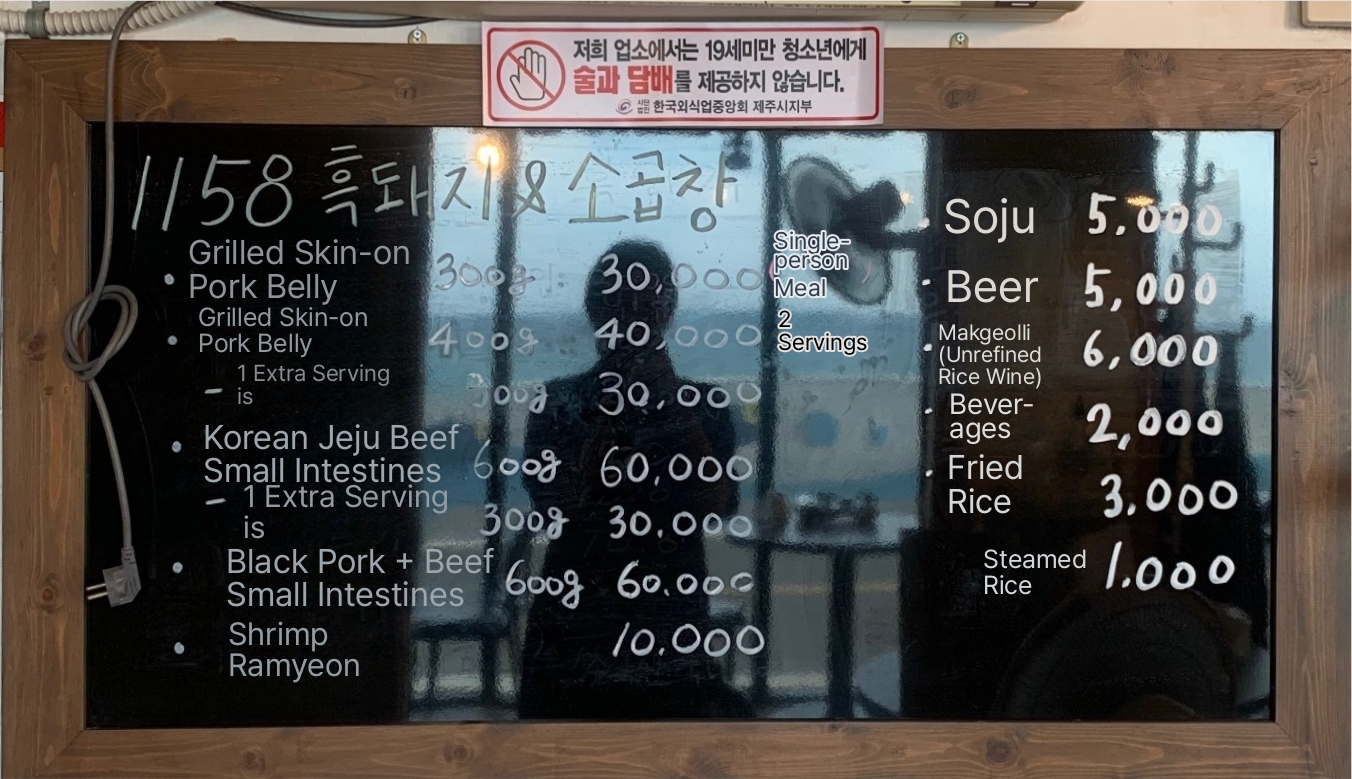 저희 업소에서는 19세미만 청소년에게
술과 담배를 제공하지 않습니다.
사단법인 한국외식업중앙회 제주시지부
1158 흑돼지 & 소곱창
Grilled Skin-on
Pork Belly 300g 30,000
Single-
person
Meal
Grilled Skin-on
Pork Belly 400g 40,000
2
Servings
- 1 Extra Serving
is 300g 30,000
Korean Jeju Beef
Small Intestines 600g 60,000
- 1 Extra Serving
is 300g 30.000
Black Pork + Beef
Small Intestines 600g 60.000
Shrimp
Ramyeon 10.000
Soju 5,000
Beer 5,000
Makgeolli
(Unrefined
Rice Wine) 6,000
Bever-
ages 2,000
Fried
Rice 3.000
Steamed
Rice 1.000